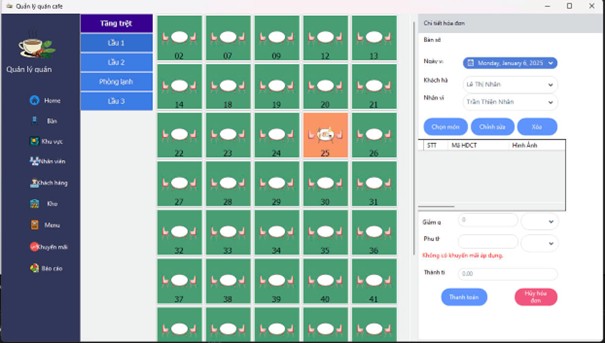 Quản lý quán cafe
Quản lý quán
Home
Bàn
Khu vực
Nhân viên
Khách hàng
Kho
Menu
Khuyến mãi
Báo cáo
Tầng trệt
Lầu 1
Lầu 2
Phòng lạnh
Lầu 3
02 07 09 12 13
14 18 19 20 21
22 23 24 25 26
27 28 29 30 31
32 33 34 35 36
37 38 39 40 41
Chi tiết hóa đơn
Bàn số
Ngày v
Monday, January 6, 2025
Khách hà
Lê Thị Nhân
Nhân vi
Trần Thiện Nhân
Chọn món Chỉnh sửa Xóa
STT Mã HDCT Hình Ảnh
Giảm g 0
Phụ th
Không có khuyến mãi áp dụng.
Thành ti 0.00
Thanh toán
Hủy hóa
đơn